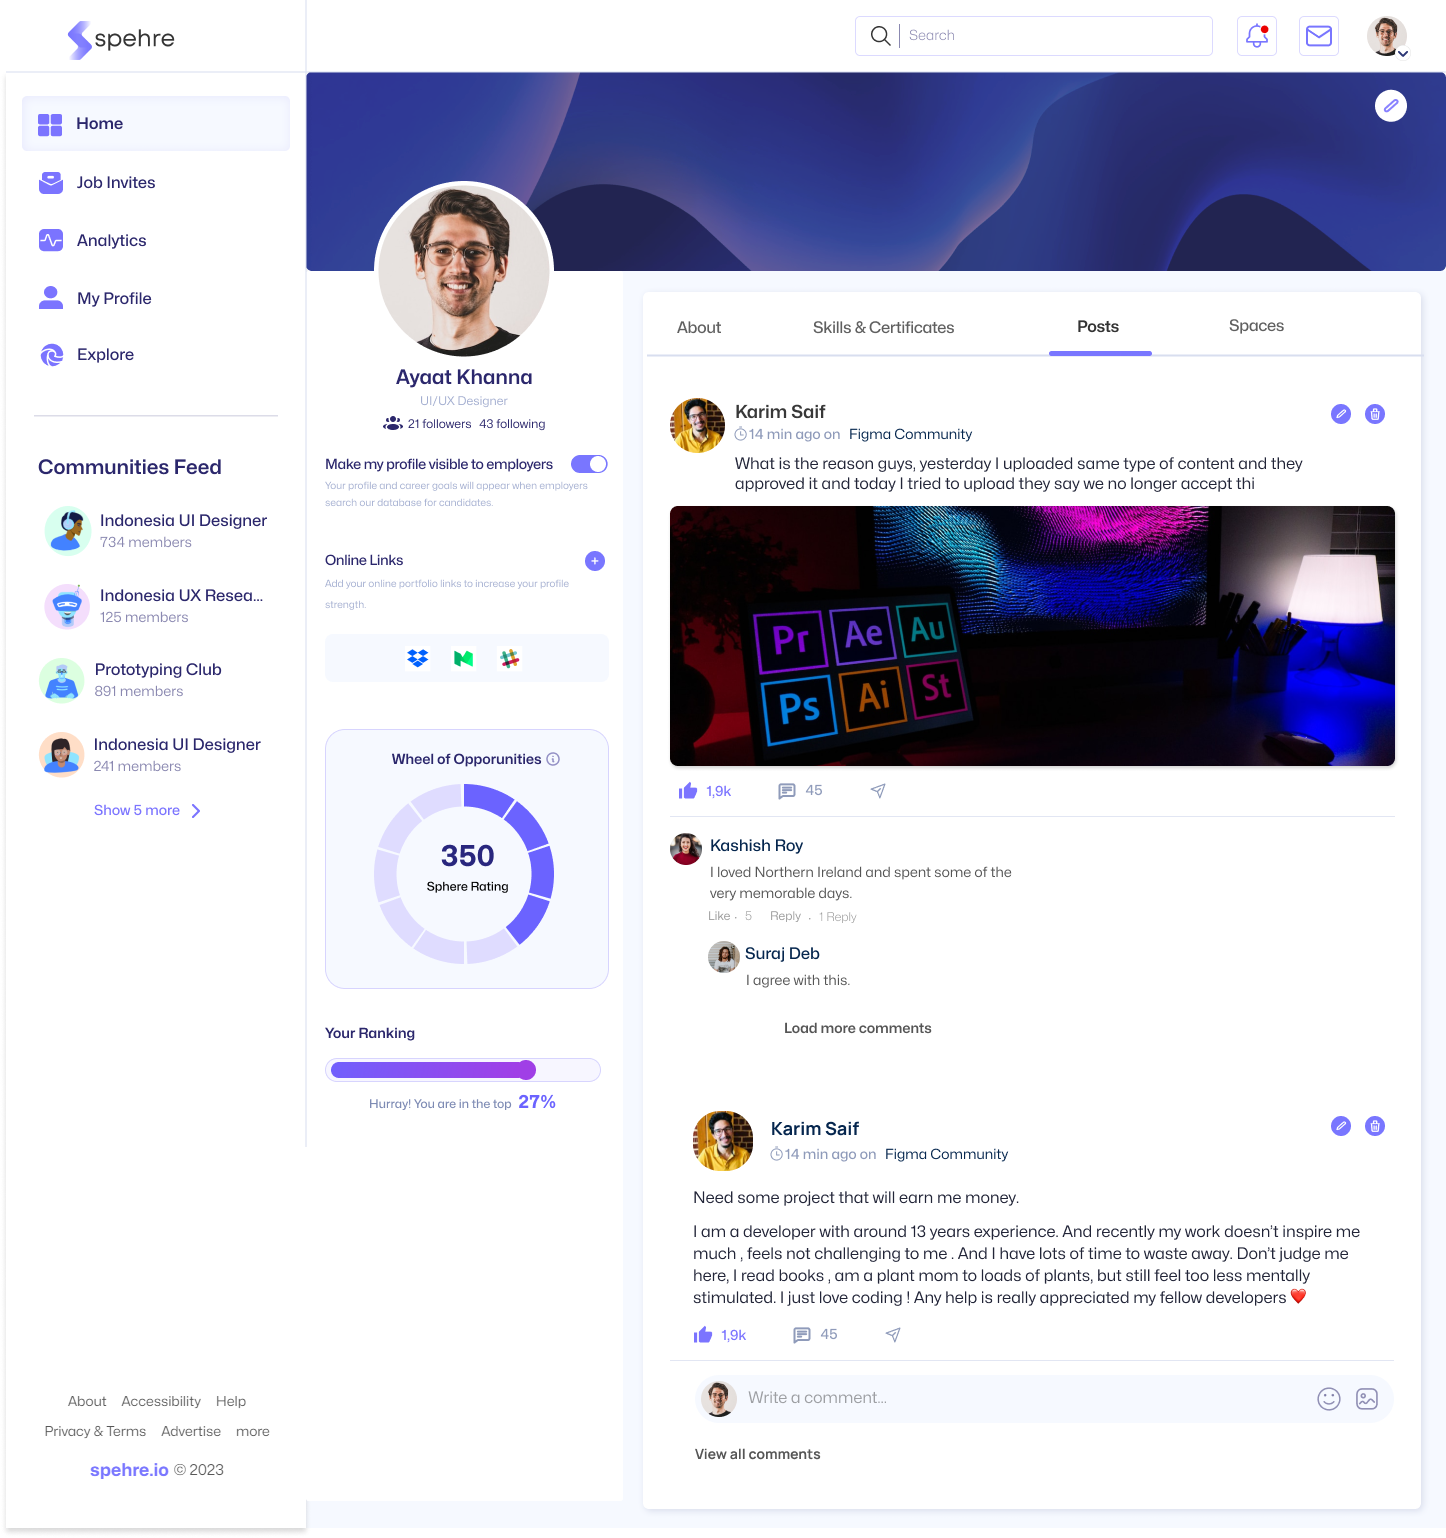 spehre
Search
Home
Job Invites
Analytics
My Profile
Explore
Communities Feed
Indonesia UI Designer
734 members
Indonesia UX Resea...
125 members
Prototyping Club
891 members
Indonesia UI Designer
241 members
Show 5 more
About Accessibility Help
Privacy & Terms Advertise more
spehre.io © 2023
Ayaat Khanna
UI/UX Designer
21 followers 43 following
Make my profile visible to employers
Your profile and career goals will appear when employers
search our database for candidates.
Online Links
Add your online portfolio links to increase your profile
strength.
Wheel of Opporunities
350
Sphere Rating
Your Ranking
Hurray! You are in the top 27%
About Skills & Certificates Posts Spaces
Karim Saif
14 min ago on Figma Community
What is the reason guys, yesterday I uploaded same type of content and they
approved it and today I tried to upload they say we no longer accept thi
Pr Ae Au
Ps Ai St
1,9k 45
Kashish Roy
I loved Northern Ireland and spent some of the
very memorable days.
Like · 5 Reply · 1 Reply
Suraj Deb
I agree with this.
Load more comments
Karim Saif
14 min ago on Figma Community
Need some project that will earn me money.
I am a developer with around 13 years experience. And recently my work doesn't inspire me
much , feels not challenging to me . And I have lots of time to waste away. Don't judge me
here, I read books , am a plant mom to loads of plants, but still feel too less mentally
stimulated. I just love coding ! Any help is really appreciated my fellow developers ❤️
1,9k 45
Write a comment...
View all comments